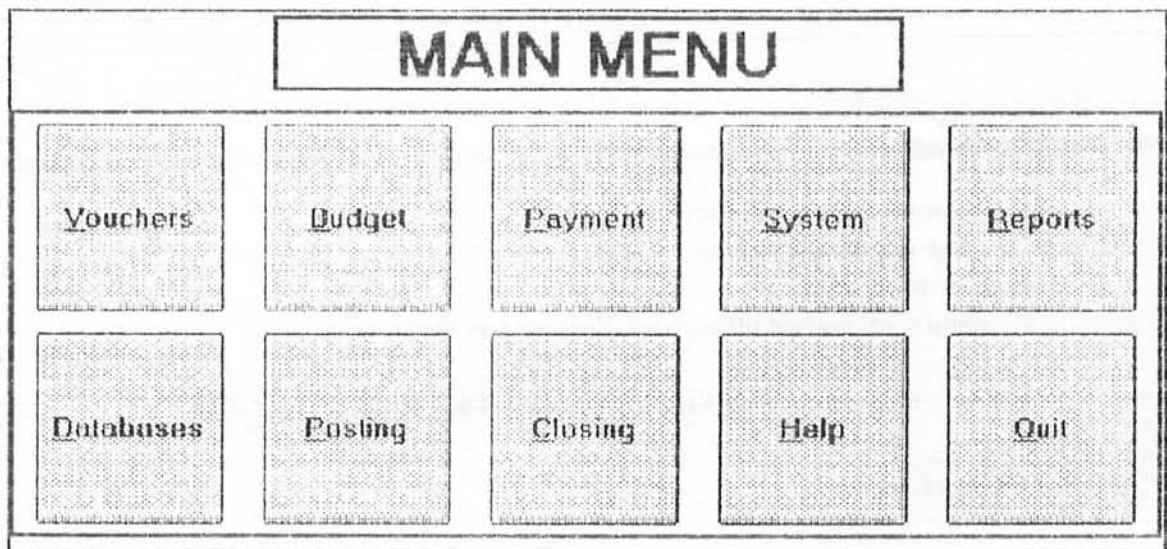 MAIN MENU
Vouchers Budget Payment System Reports
Databases Posting Closing Help Quit